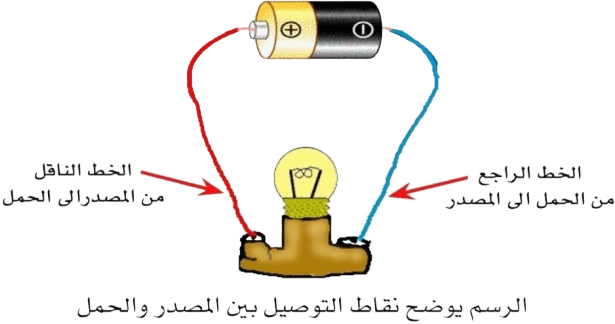 الخط الناقل
من المصدرالى الحمل
الخط الراجع
من الحمل الى المصدر
الرسم يوضح نقاط التوصيل بين المصدر والحمل